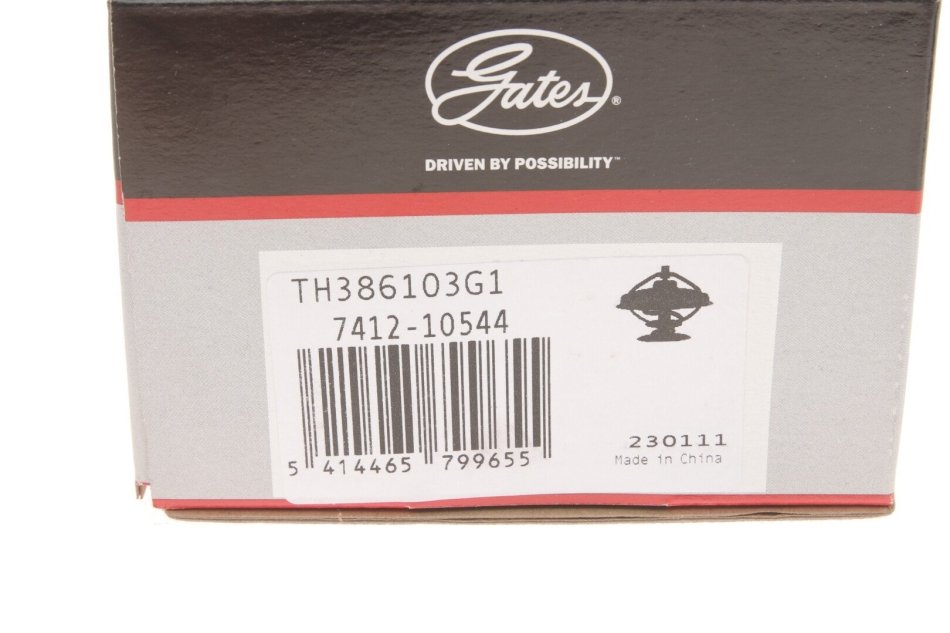 Gates®
DRIVEN BY POSSIBILITY™
TH386103G1
7412-10544
5 414465 799655
230111
Made in China